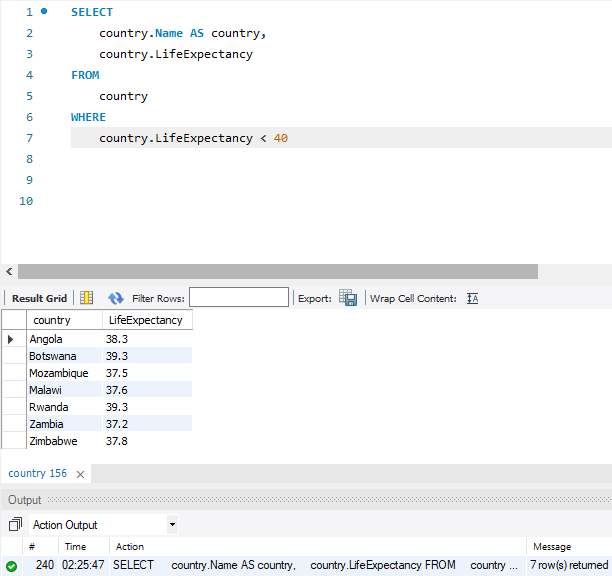 1 SELECT
2 country.Name AS country,
3 country.LifeExpectancy
4 FROM
5 country
6 WHERE
7 country.LifeExpectancy < 40
8
9
10
Result Grid Filter Rows: Export: Wrap Cell Content:
country LifeExpectancy
Angola 38.3
Botswana 39.3
Mozambique 37.5
Malawi 37.6
Rwanda 39.3
Zambia 37.2
Zimbabwe 37.8
country 156
Output
Action Output
# Time Action Message
240 02:25:47 SELECT country.Name AS country, country.LifeExpectancy FROM country ... 7 row(s) returned